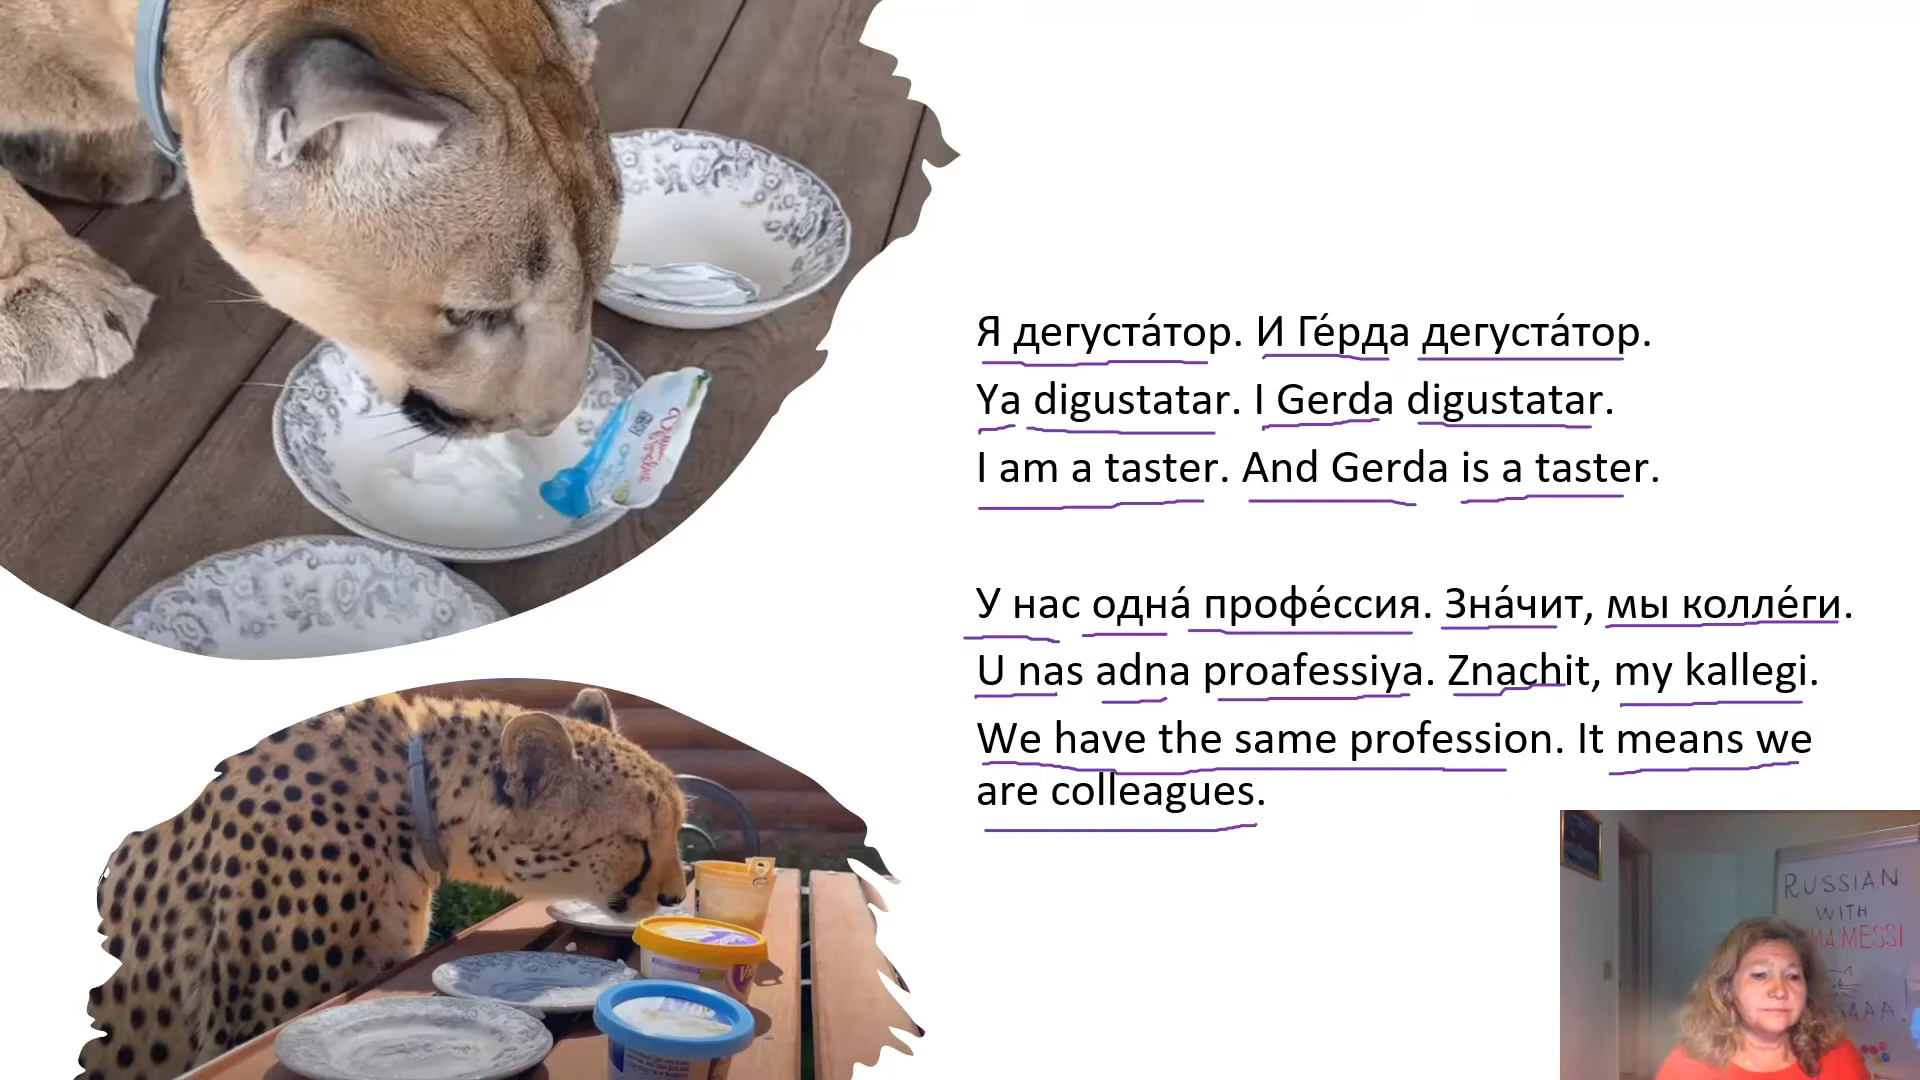 Я дегуста́тор. И Ге́рда дегуста́тор.
Ya digustatar. I Gerda digustatar.
I am a taster. And Gerda is a taster.
У нас одна́ профе́ссия. Зна́чит, мы колле́ги.
U nas adna proafessiya. Znachit, my kallegi.
We have the same profession. It means we
are colleagues.
RUSSIAN
WITH
MESSI